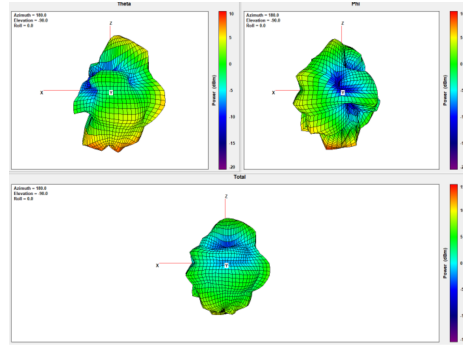 Theta
Azimuth = 180.0
Elevation = -90.0
Roll = 0.0
Z
X
Y
10
5
0
-5
-10
-15
-20
Power (dBm)
Phi
Azimuth = 180.0
Elevation = -90.0
Roll = 0.0
Z
X
Y
Power (dBm)
Total
Azimuth = 180.0
Elevation = -90.0
Roll = 0.0
Z
X
Y
Power (dBm)